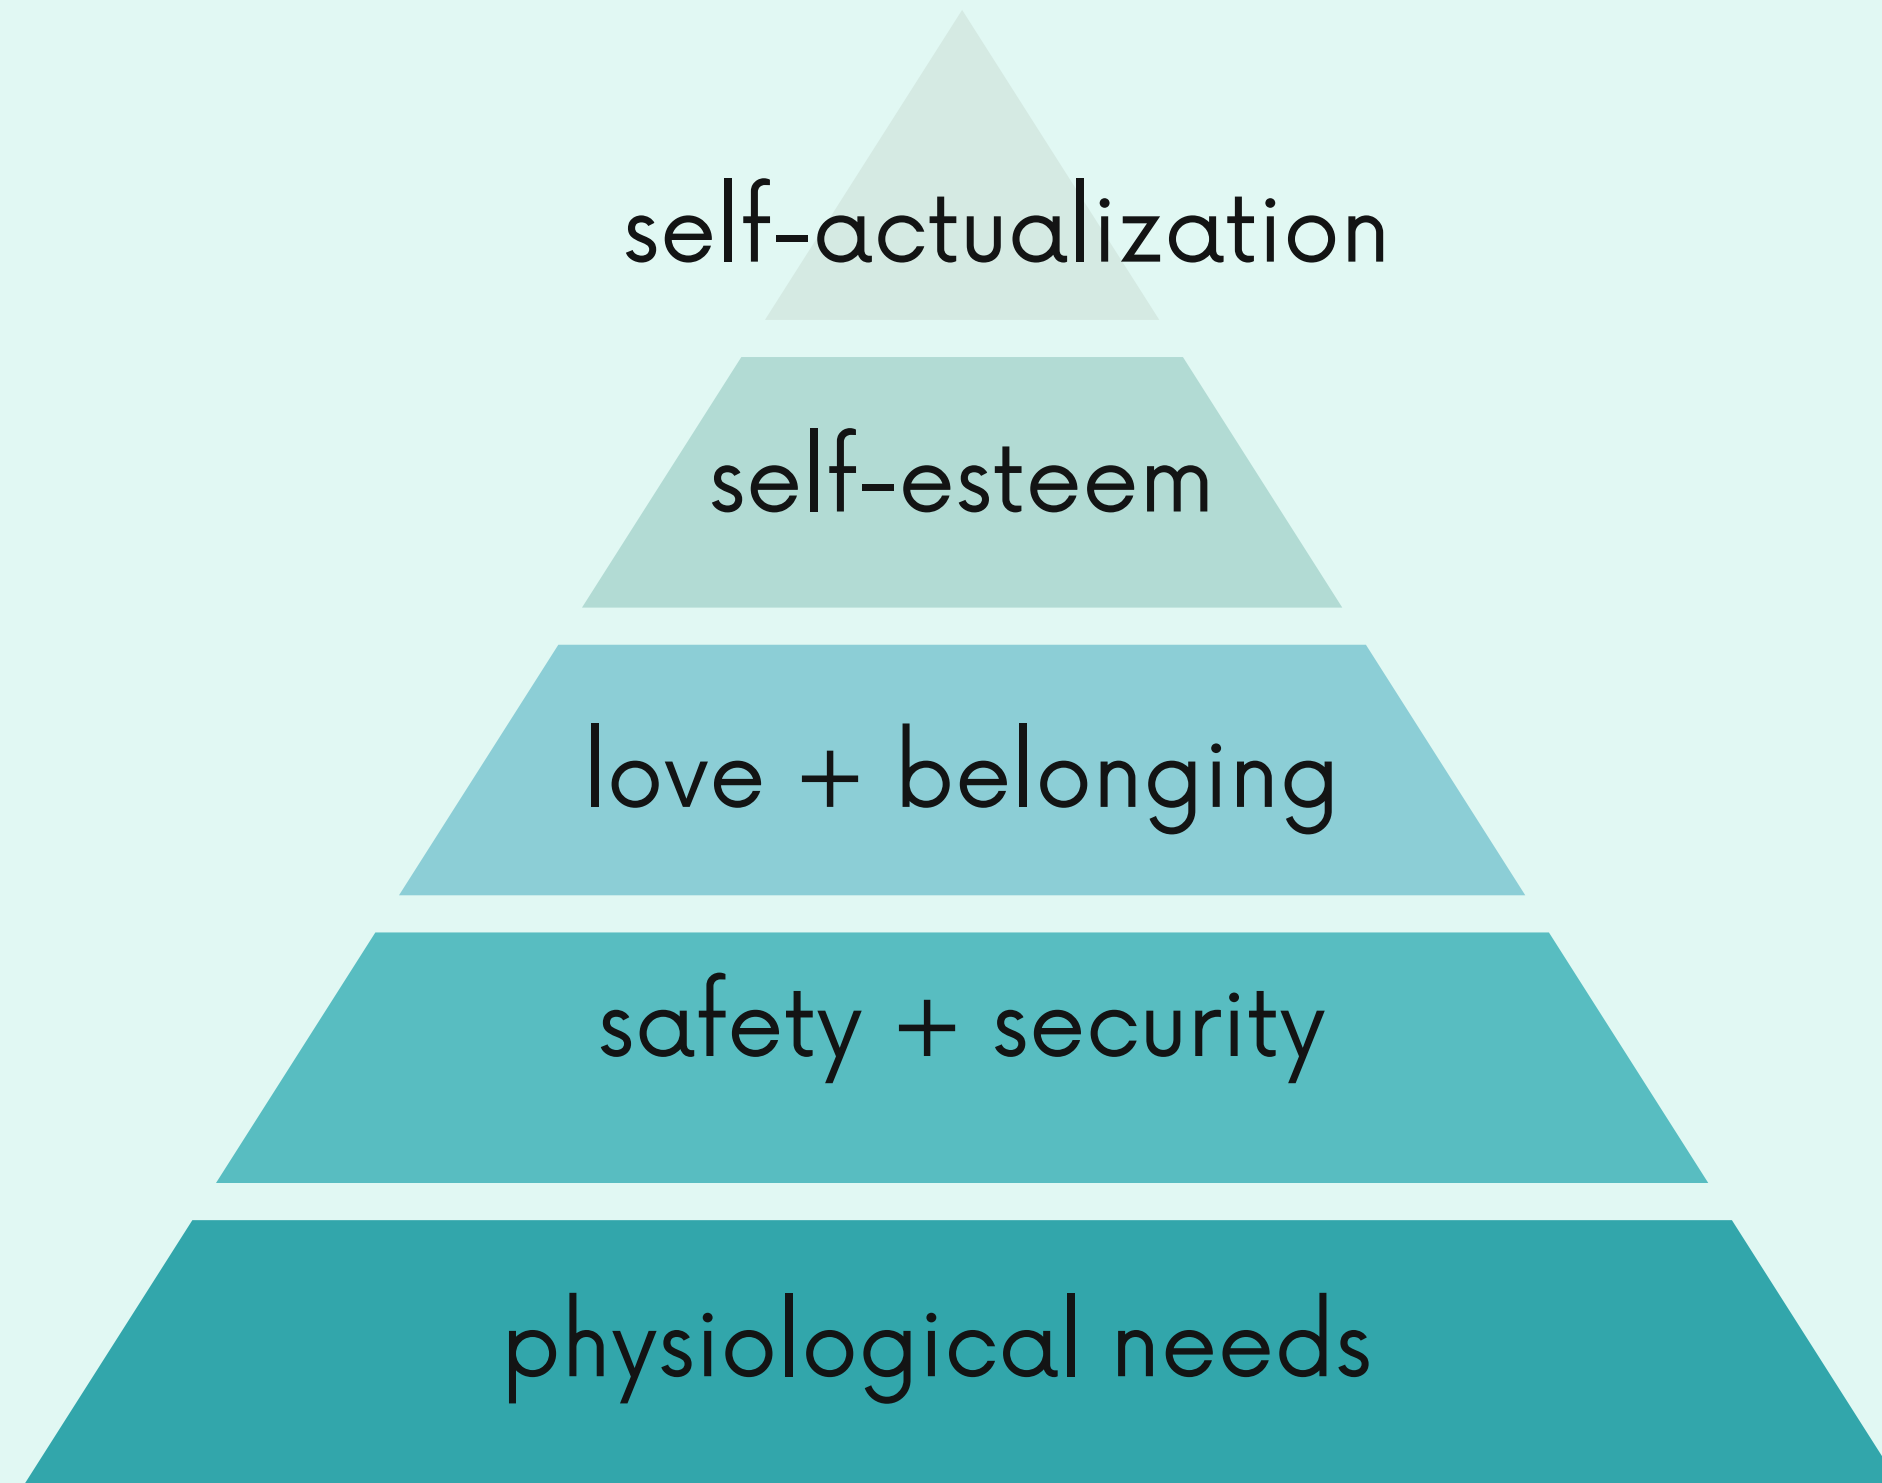 self-actualization
self-esteem
love + belonging
safety + security
physiological needs